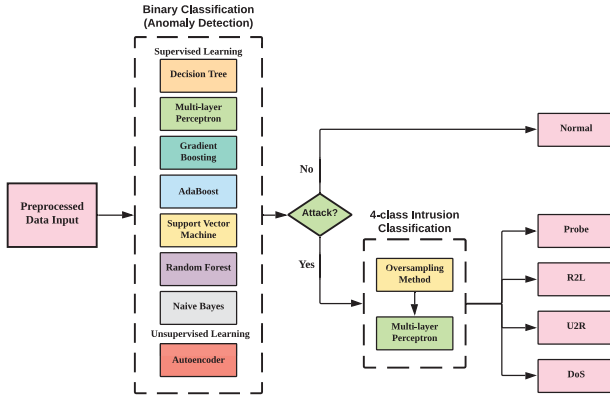 Binary Classification
(Anomaly Detection)
Supervised Learning
Decision Tree
Multi-layer
Perceptron
Gradient
Boosting
AdaBoost
Support Vector
Machine
Random Forest
Naive Bayes
Unsupervised Learning
Autoencoder
Preprocessed
Data Input
Attack?
No
Yes
4-class Intrusion
Classification
Oversampling
Method
Multi-layer
Perceptron
Normal
Probe
R2L
U2R
DoS